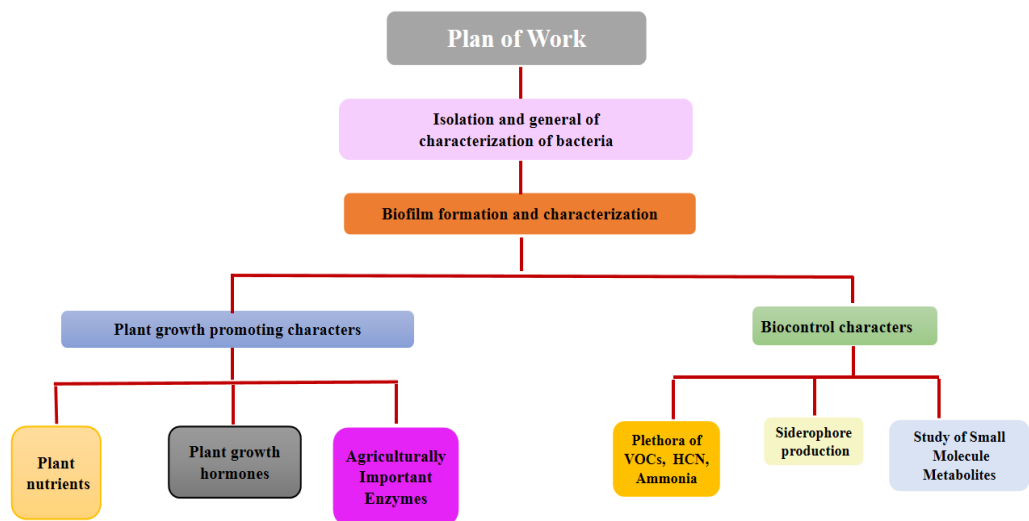 Plan of Work
Isolation and general of
characterization of bacteria
Biofilm formation and characterization
Plant growth promoting characters
Biocontrol characters
Plant
nutrients
Plant growth
hormones
Agriculturally
Important
Enzymes
Plethora of
VOCs, HCN,
Ammonia
Siderophore
production
Study of Small
Molecule
Metabolites